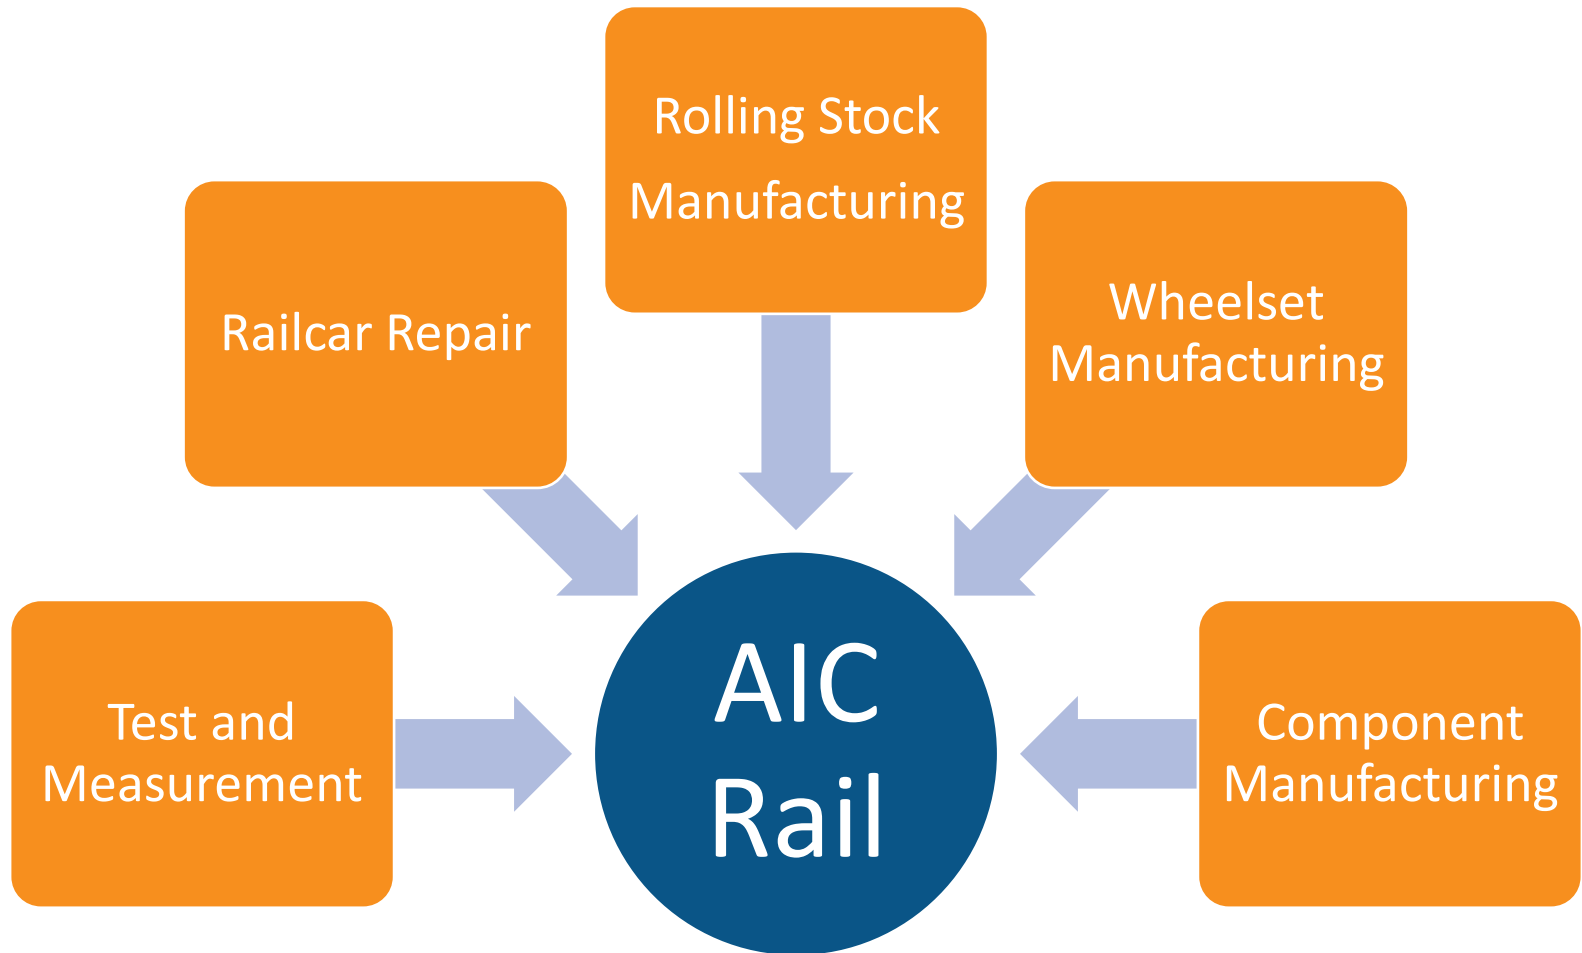 Rolling Stock
Manufacturing
Railcar Repair
Wheelset
Manufacturing
Test and
Measurement
AIC
Rail
Component
Manufacturing